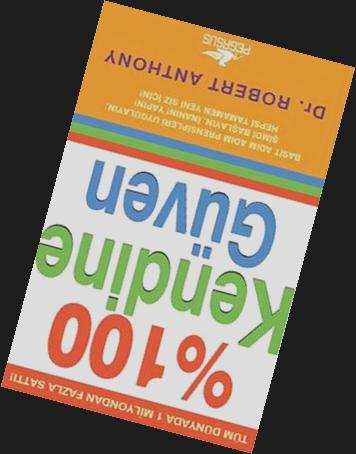 TÜM DÜNYADA 1 MİLYONDAN FAZLA SATTI!
%100
Kendine
Güven
BASİT ADIM ADIM PRENSİPLERİ UYGULAYIN.
ŞİMDİ BAŞLAYIN, İNANIN! YAPIN!
HEPSİ TAMAMEN YENİ SİZ İÇİN!
Dr. ROBERT ANTHONY
PEGASUS